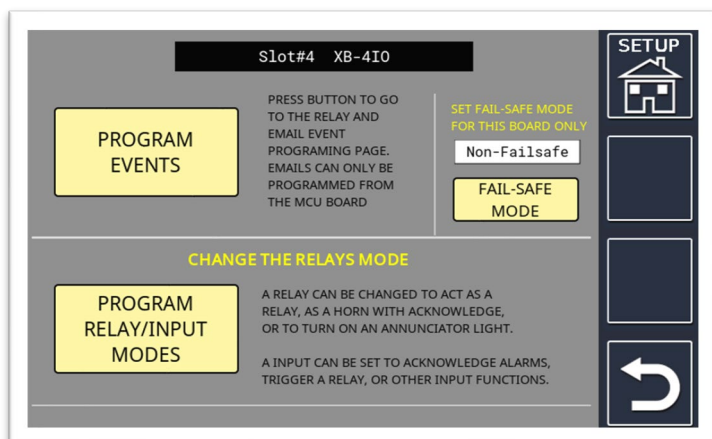 Slot#4 XB-4IO
SETUP
PROGRAM
EVENTS
PRESS BUTTON TO GO
TO THE RELAY AND
EMAIL EVENT
PROGRAMING PAGE.
EMAILS CAN ONLY BE
PROGRAMMED FROM
THE MCU BOARD
SET FAIL-SAFE MODE
FOR THIS BOARD ONLY
Non-Failsafe
FAIL-SAFE
MODE
CHANGE THE RELAYS MODE
PROGRAM
RELAY/INPUT
MODES
A RELAY CAN BE CHANGED TO ACT AS A
RELAY, AS A HORN WITH ACKNOWLEDGE,
OR TO TURN ON AN ANNUNCIATOR LIGHT.
A INPUT CAN BE SET TO ACKNOWLEDGE ALARMS,
TRIGGER A RELAY, OR OTHER INPUT FUNCTIONS.